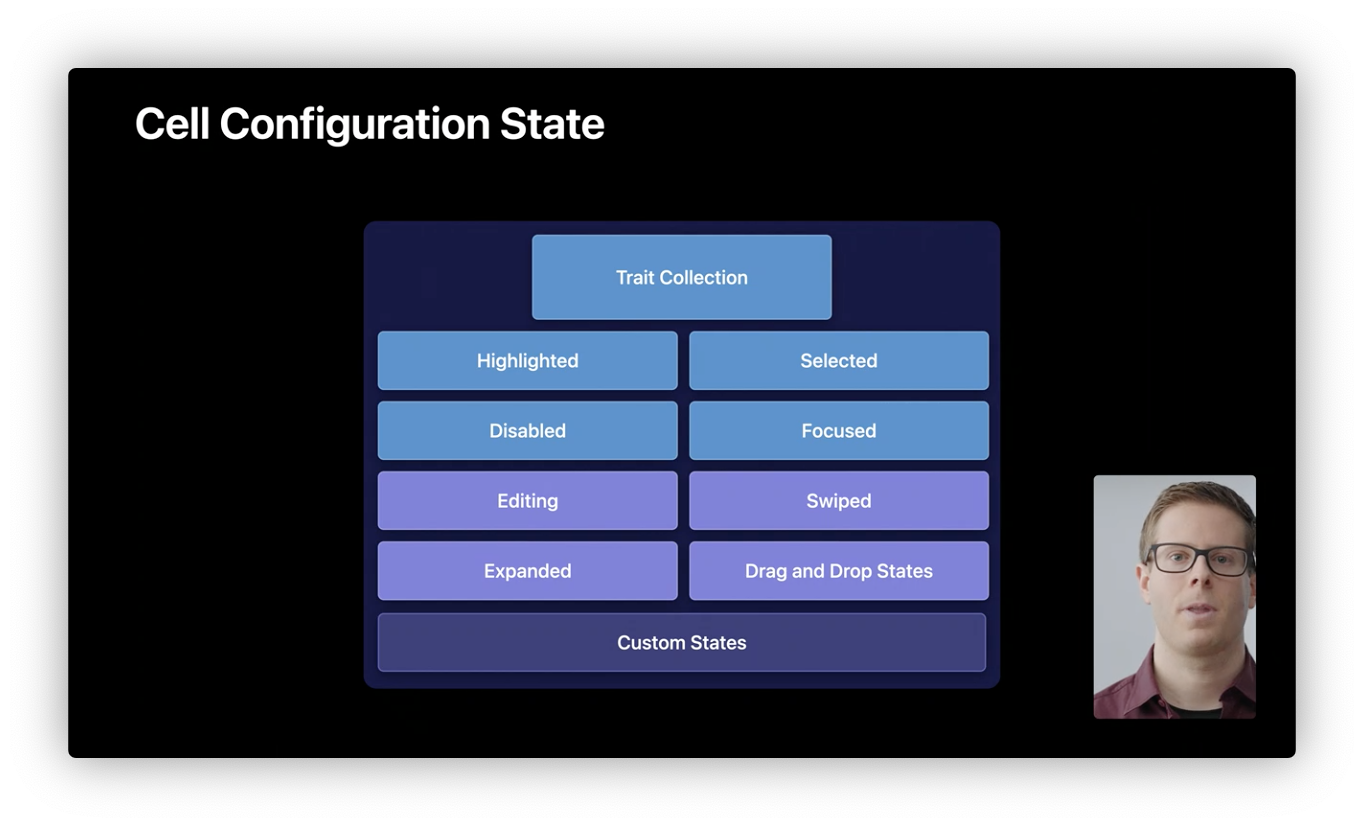 Cell Configuration State
Trait Collection
Highlighted
Selected
Disabled
Focused
Editing
Swiped
Expanded
Drag and Drop States
Custom States